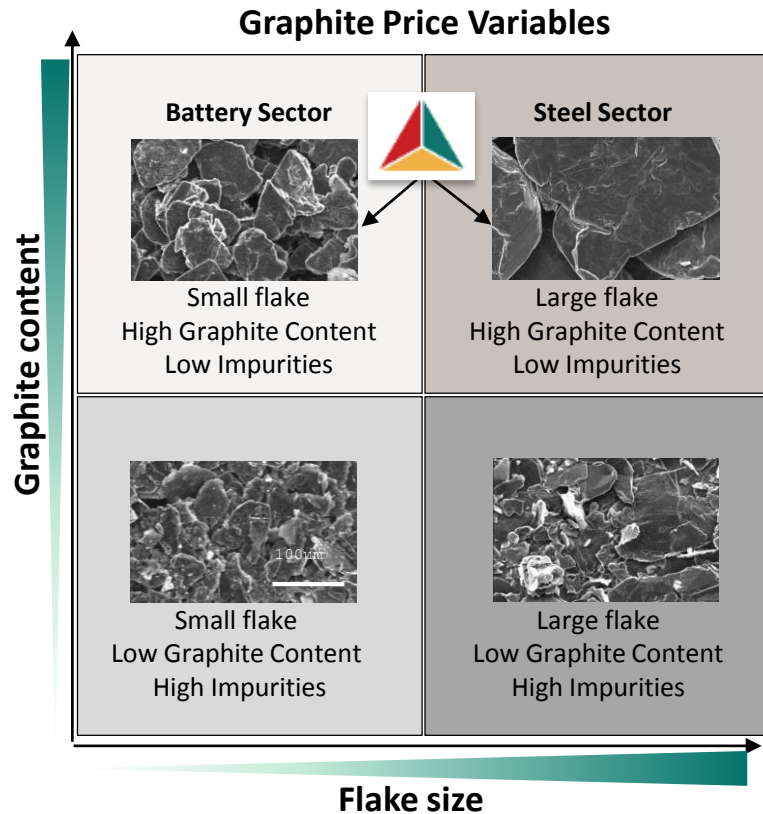 Graphite Price Variables
Graphite content
Battery Sector
Steel Sector
Small flake
High Graphite Content
Low Impurities
Large flake
High Graphite Content
Low Impurities
100µm
Small flake
Low Graphite Content
High Impurities
Large flake
Low Graphite Content
High Impurities
Flake size